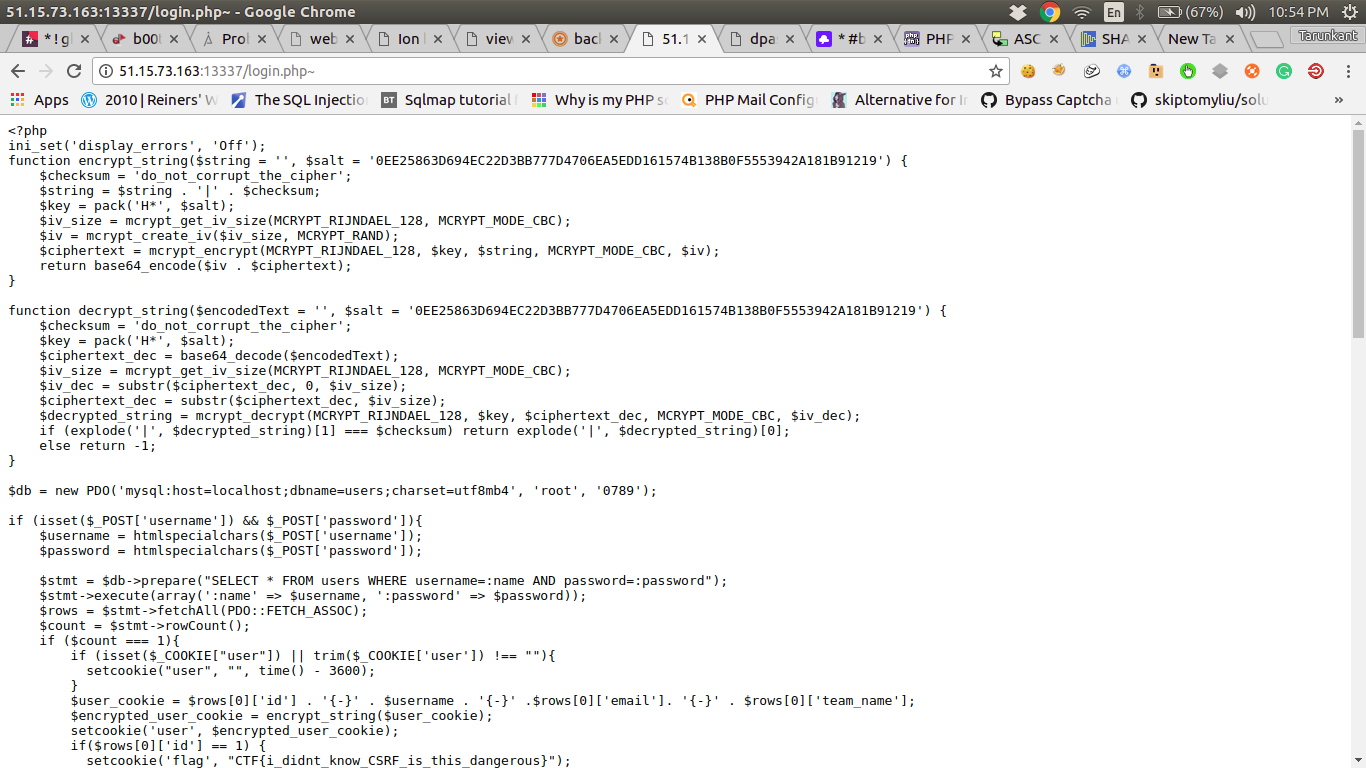 51.15.73.163:13337/login.php~ - Google Chrome
En (67%) 10:54 PM
*!gl b00t Prol web Ion view back 51.1 dpa: *#b PHP ASC SHA New Ta Tarunkant
51.15.73.163:13337/login.php~
Apps 2010 | Reiners' W The SQL Injectio BT Sqlmap tutorial Why is my PHP PHP Mail Config Alternative for Bypass Captcha skiptomyliu/solu »
<?php
ini_set('display_errors', 'Off');
function encrypt_string($string = '', $salt = '0EE25863D694EC22D3BB777D4706EA5EDD161574B138B0F5553942A181B91219') {
    $checksum = 'do_not_corrupt_the_cipher';
    $string = $string . '|' . $checksum;
    $key = pack('H*', $salt);
    $iv_size = mcrypt_get_iv_size(MCRYPT_RIJNDAEL_128, MCRYPT_MODE_CBC);
    $iv = mcrypt_create_iv($iv_size, MCRYPT_RAND);
    $ciphertext = mcrypt_encrypt(MCRYPT_RIJNDAEL_128, $key, $string, MCRYPT_MODE_CBC, $iv);
    return base64_encode($iv . $ciphertext);
}
function decrypt_string($encodedText = '', $salt = '0EE25863D694EC22D3BB777D4706EA5EDD161574B138B0F5553942A181B91219') {
    $checksum = 'do_not_corrupt_the_cipher';
    $key = pack('H*', $salt);
    $ciphertext_dec = base64_decode($encodedText);
    $iv_size = mcrypt_get_iv_size(MCRYPT_RIJNDAEL_128, MCRYPT_MODE_CBC);
    $iv_dec = substr($ciphertext_dec, 0, $iv_size);
    $ciphertext_dec = substr($ciphertext_dec, $iv_size);
    $decrypted_string = mcrypt_decrypt(MCRYPT_RIJNDAEL_128, $key, $ciphertext_dec, MCRYPT_MODE_CBC, $iv_dec);
    if (explode('|', $decrypted_string)[1] === $checksum) return explode('|', $decrypted_string)[0];
    else return -1;
}
$db = new PDO('mysql:host=localhost;dbname=users;charset=utf8mb4', 'root', '0789');
if (isset($_POST['username']) && $_POST['password']){
    $username = htmlspecialchars($_POST['username']);
    $password = htmlspecialchars($_POST['password']);
    $stmt = $db->prepare("SELECT * FROM users WHERE username=:name AND password=:password");
    $stmt->execute(array(':name' => $username, ':password' => $password));
    $rows = $stmt->fetchAll(PDO::FETCH_ASSOC);
    $count = $stmt->rowCount();
    if ($count === 1){
        if (isset($_COOKIE["user"]) || trim($_COOKIE['user']) !== ""){
          setcookie("user", "", time() - 3600);
        }
        $user_cookie = $rows[0]['id'] . '{-}' . $username . '{-}' .$rows[0]['email']. '{-}' . $rows[0]['team_name'];
        $encrypted_user_cookie = encrypt_string($user_cookie);
        setcookie('user', $encrypted_user_cookie);
        if($rows[0]['id'] == 1) {
          setcookie('flag', "CTF{i_didnt_know_CSRF_is_this_dangerous}");